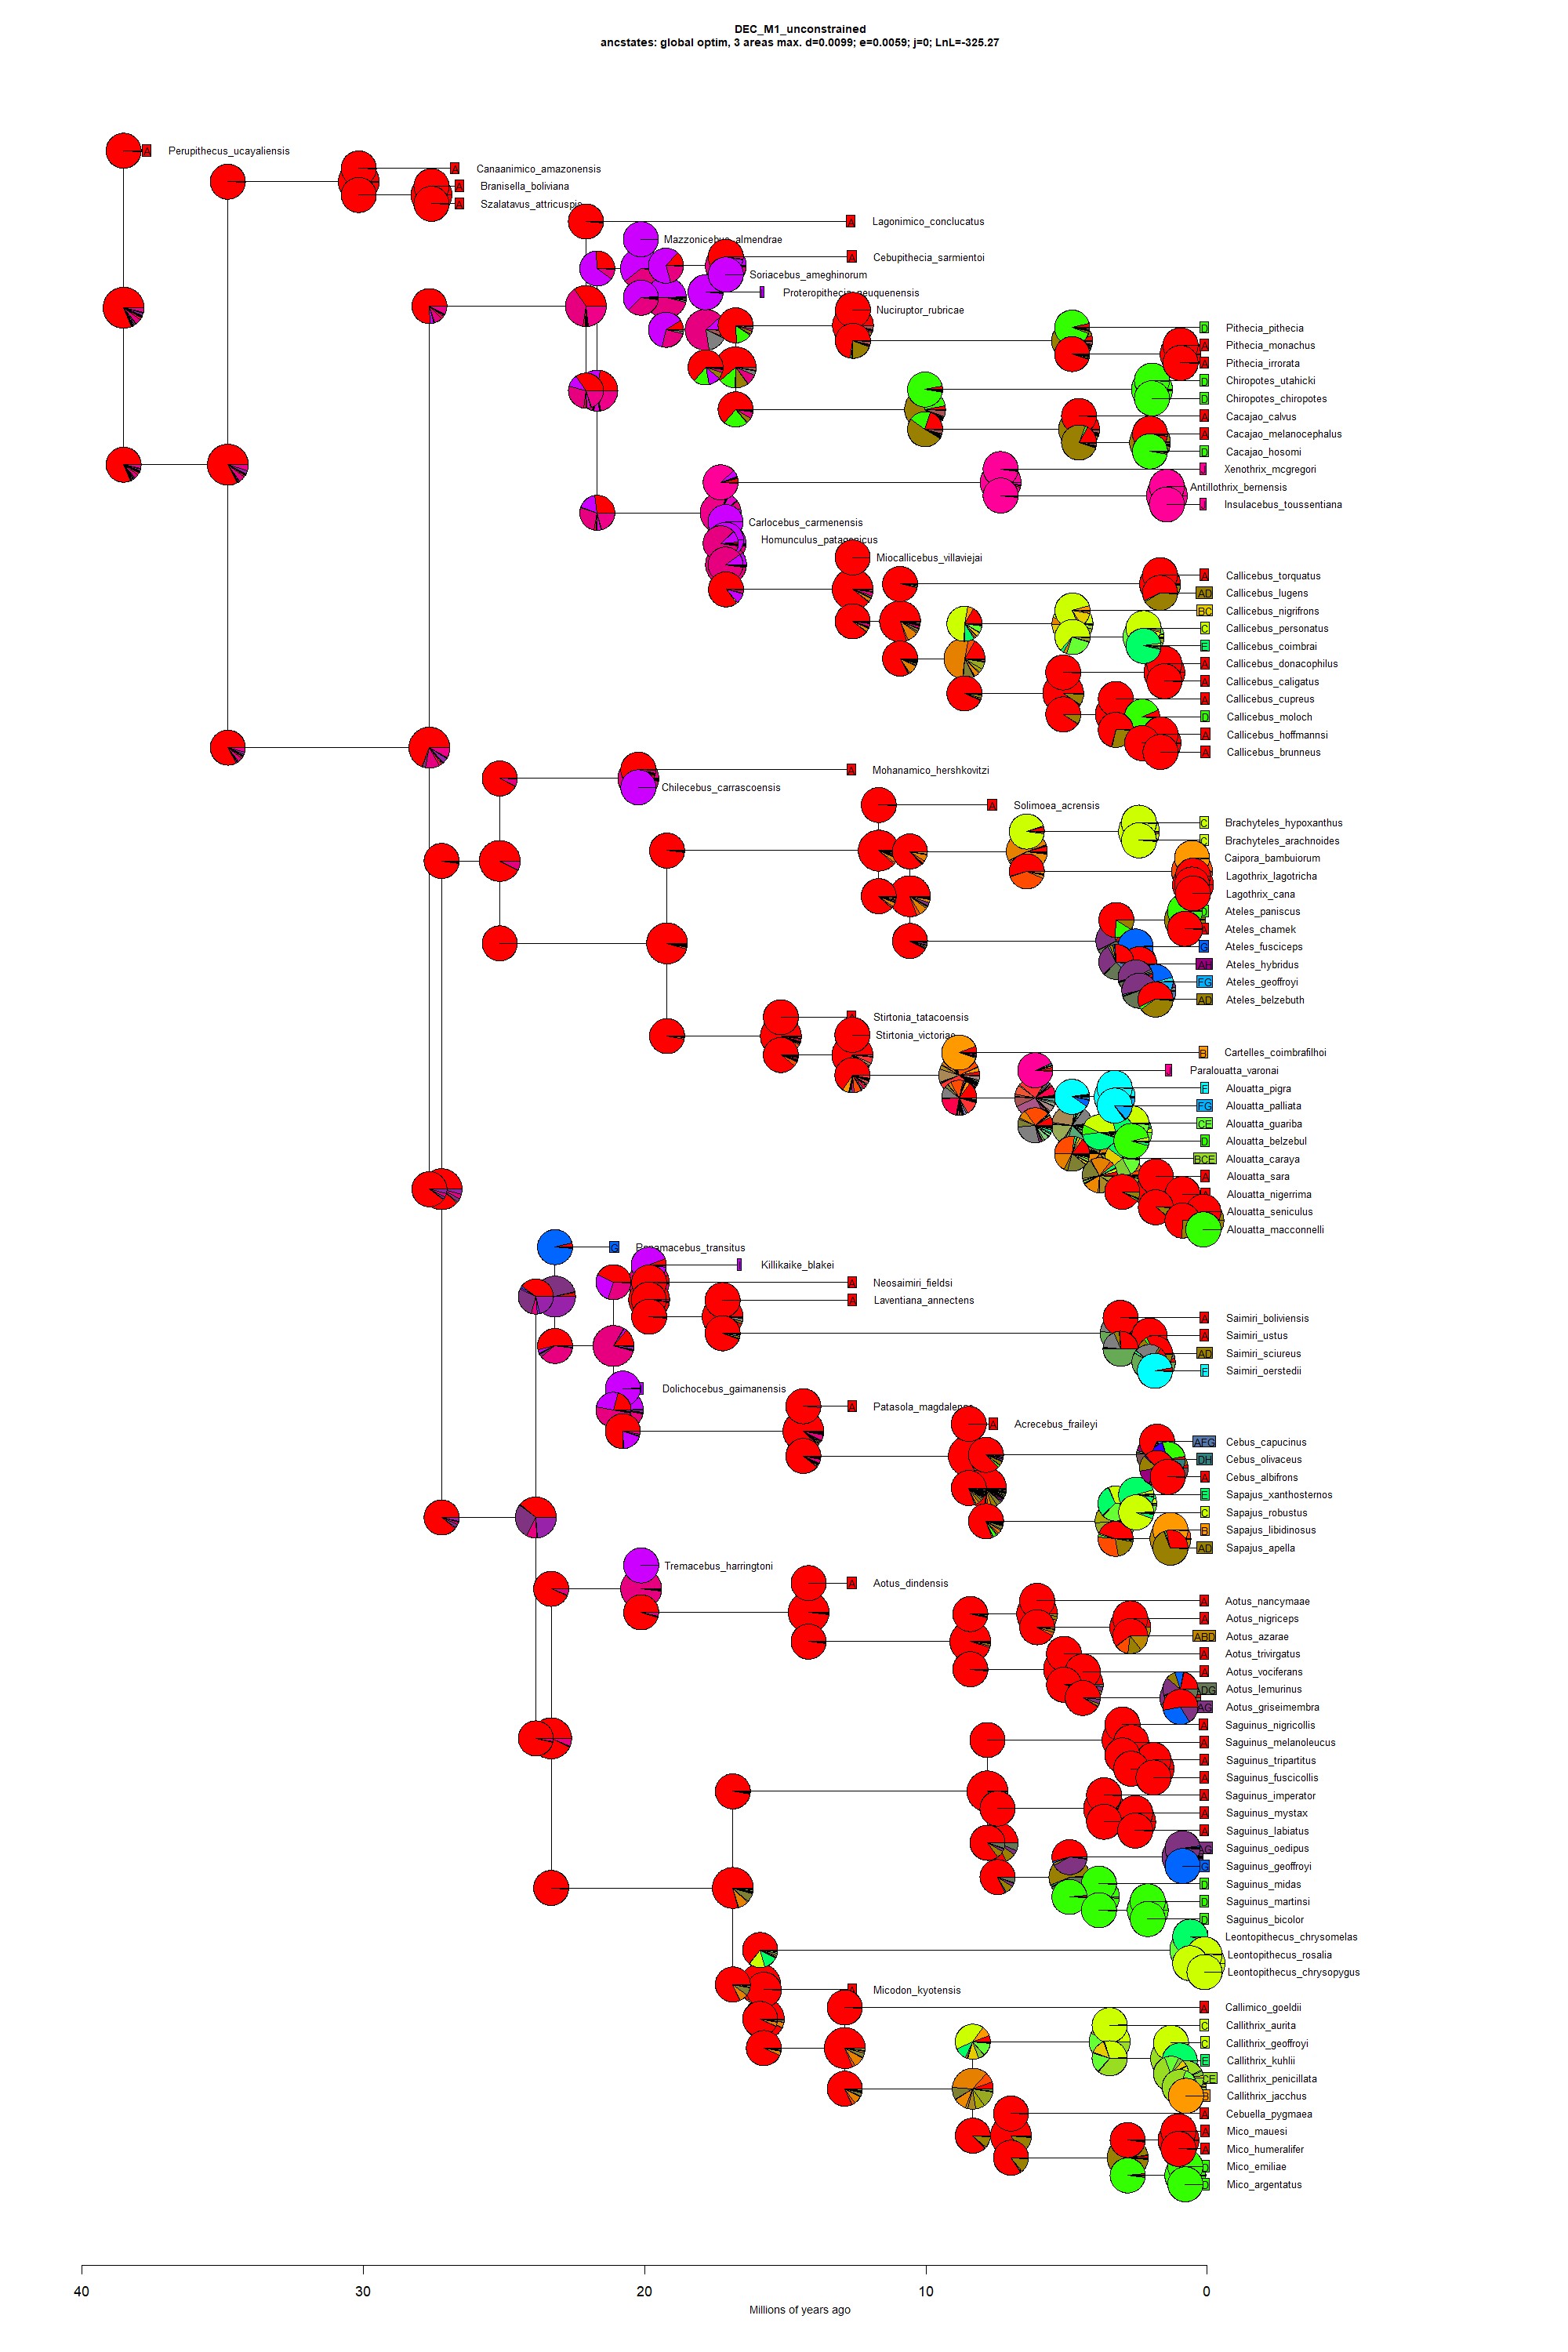 DEC_M1_unconstrained
ancstates: global optim, 3 areas max. d=0.0099; e=0.0059; j=0; LnL=-325.27
A Perupithecus_ucayaliensis
A Canaanimico_amazonensis
A Branisella_boliviana
A Szalatavus_attricuspis
A Lagonimico_conclucatus
Mazzonicebus_almendrae
A Cebupithecia_sarmientoi
Soriacebus_ameghinorum
Proteropithecia_neuquenensis
Nuciruptor_rubricae
D Pithecia_pithecia
A Pithecia_monachus
A Pithecia_irrorata
D Chiropotes_utahicki
D Chiropotes_chiropotes
A Cacajao_calvus
A Cacajao_melanocephalus
D Cacajao_hosomi
Xenothrix_mcgregori
Antillothrix_bernensis
Insulacebus_toussentiana
Carlocebus_carmenensis
Homunculus_patagonicus
Miocallicebus_villaviejai
A Callicebus_torquatus
AD Callicebus_lugens
BC Callicebus_nigrifrons
C Callicebus_personatus
E Callicebus_coimbrai
A Callicebus_donacophilus
A Callicebus_caligatus
A Callicebus_cupreus
D Callicebus_moloch
A Callicebus_hoffmannsi
A Callicebus_brunneus
A Mohanamico_hershkovitzi
Chilecebus_carrascoensis
A Solimoea_acrensis
C Brachyteles_hypoxanthus
C Brachyteles_arachnoides
Caipora_bambuiorum
Lagothrix_lagotricha
Lagothrix_cana
D Ateles_paniscus
A Ateles_chamek
G Ateles_fusciceps
AH Ateles_hybridus
FG Ateles_geoffroyi
AD Ateles_belzebuth
A Stirtonia_tatacoensis
Stirtonia_victoriae
B Cartelles_coimbrafilhoi
Paralouatta_varonai
F Alouatta_pigra
FG Alouatta_palliata
CE Alouatta_guariba
D Alouatta_belzebul
BCE Alouatta_caraya
A Alouatta_sara
A Alouatta_nigerrima
Alouatta_seniculus
Alouatta_macconnelli
G Panamacebus_transitus
Killikaike_blakei
A Neosaimiri_fieldsi
A Laventiana_annectens
A Saimiri_boliviensis
A Saimiri_ustus
AD Saimiri_sciureus
F Saimiri_oerstedii
Dolichocebus_gaimanensis
A Patasola_magdalenae
A Acrecebus_fraileyi
AFG Cebus_capucinus
DH Cebus_olivaceus
A Cebus_albifrons
E Sapajus_xanthosternos
C Sapajus_robustus
B Sapajus_libidinosus
AD Sapajus_apella
Tremacebus_harringtoni
A Aotus_dindensis
A Aotus_nancymaae
A Aotus_nigriceps
ABD Aotus_azarae
A Aotus_trivirgatus
A Aotus_vociferans
DG Aotus_lemurinus
AG Aotus_griseimembra
A Saguinus_nigricollis
A Saguinus_melanoleucus
A Saguinus_tripartitus
A Saguinus_fuscicollis
A Saguinus_imperator
A Saguinus_mystax
A Saguinus_labiatus
G Saguinus_oedipus
G Saguinus_geoffroyi
D Saguinus_midas
D Saguinus_martinsi
D Saguinus_bicolor
Leontopithecus_chrysomelas
Leontopithecus_rosalia
Leontopithecus_chrysopygus
Micodon_kyotensis
A Callimico_goeldii
C Callithrix_aurita
C Callithrix_geoffroyi
E Callithrix_kuhlii
CE Callithrix_penicillata
B Callithrix_jacchus
A Cebuella_pygmaea
A Mico_mauesi
A Mico_humeralifer
D Mico_emiliae
D Mico_argentatus
40 30 20 10 0
Millions of years ago